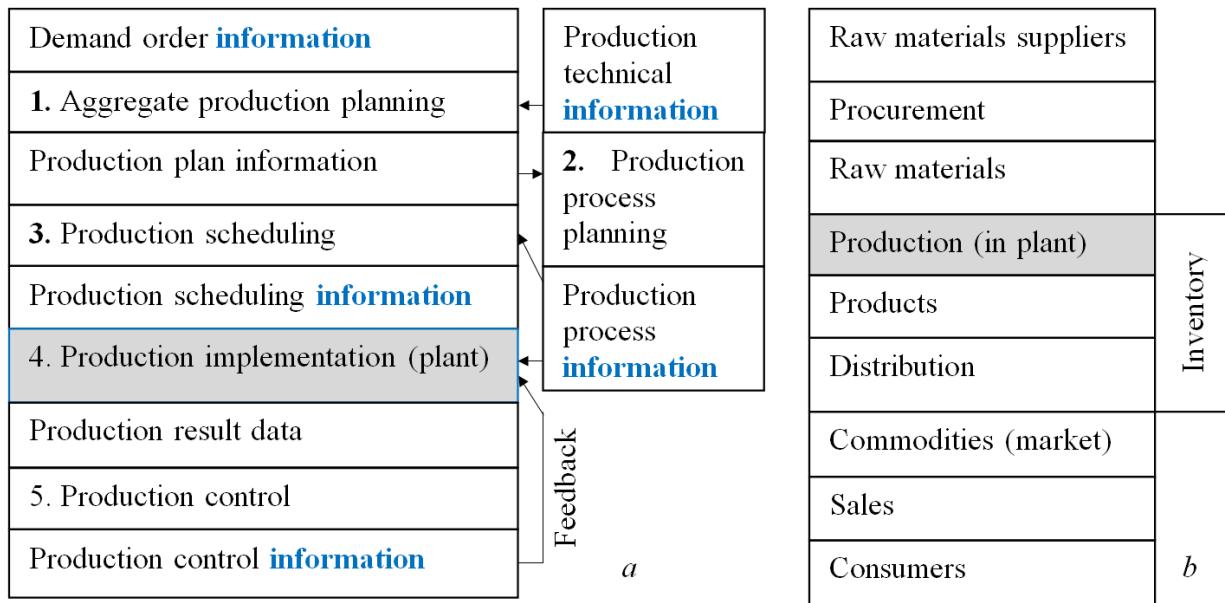 Demand order information
1. Aggregate production planning
Production plan information
3. Production scheduling
Production scheduling information
4. Production implementation (plant)
Production result data
5. Production control
Production control information
Production
technical
information
2. Production
process
planning
Production
process
information
Feedback
a
Raw materials suppliers
Procurement
Raw materials
Production (in plant)
Products
Distribution
Commodities (market)
Sales
Consumers
Inventory
b